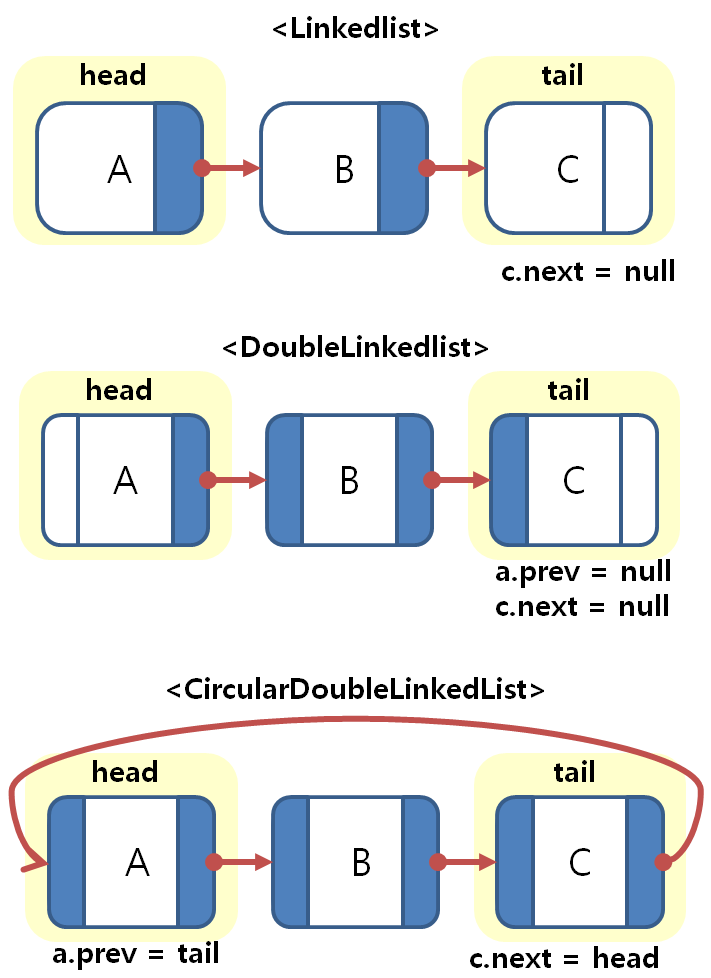 <Linkedlist>
head
tail
A
B
C
c.next = null
<DoubleLinkedlist>
head
tail
A
B
C
a.prev = null
c.next = null
<CircularDoubleLinkedList>
head
tail
A
B
C
a.prev = tail
c.next = head